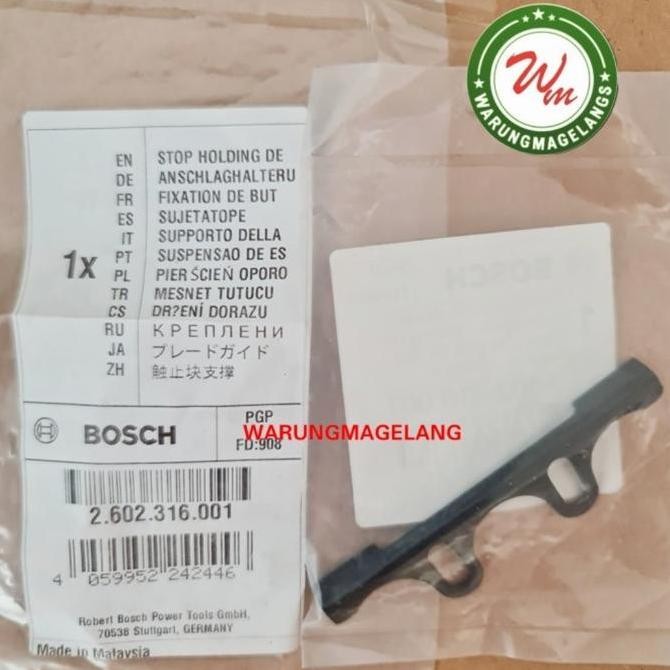 Wm
WARUNGMAGELANGS
1x
EN STOP HOLDING DE
DE ANSCHLAGHALTERU
FR FIXATION DE BUT
ES SUJETATOPE
IT SUPPORTO DELLA
PT SUSPENSAO DE ES
PL PIERŚCIEŃ OPORO
TR MESNET TUTUCU
CS DR?ENÍ DORAZU
RU КРЕПЛЕНИ
JA ブレードガイド
ZH 触止块支撑
BOSCH
PGP
FD:908
WARUNGMAGELANG
2.602.316.001
4 059952 242446
Robert Bosch Power Tools GmbH,
70538 Stuttgart, GERMANY
Made in Malaysia
BOSCH